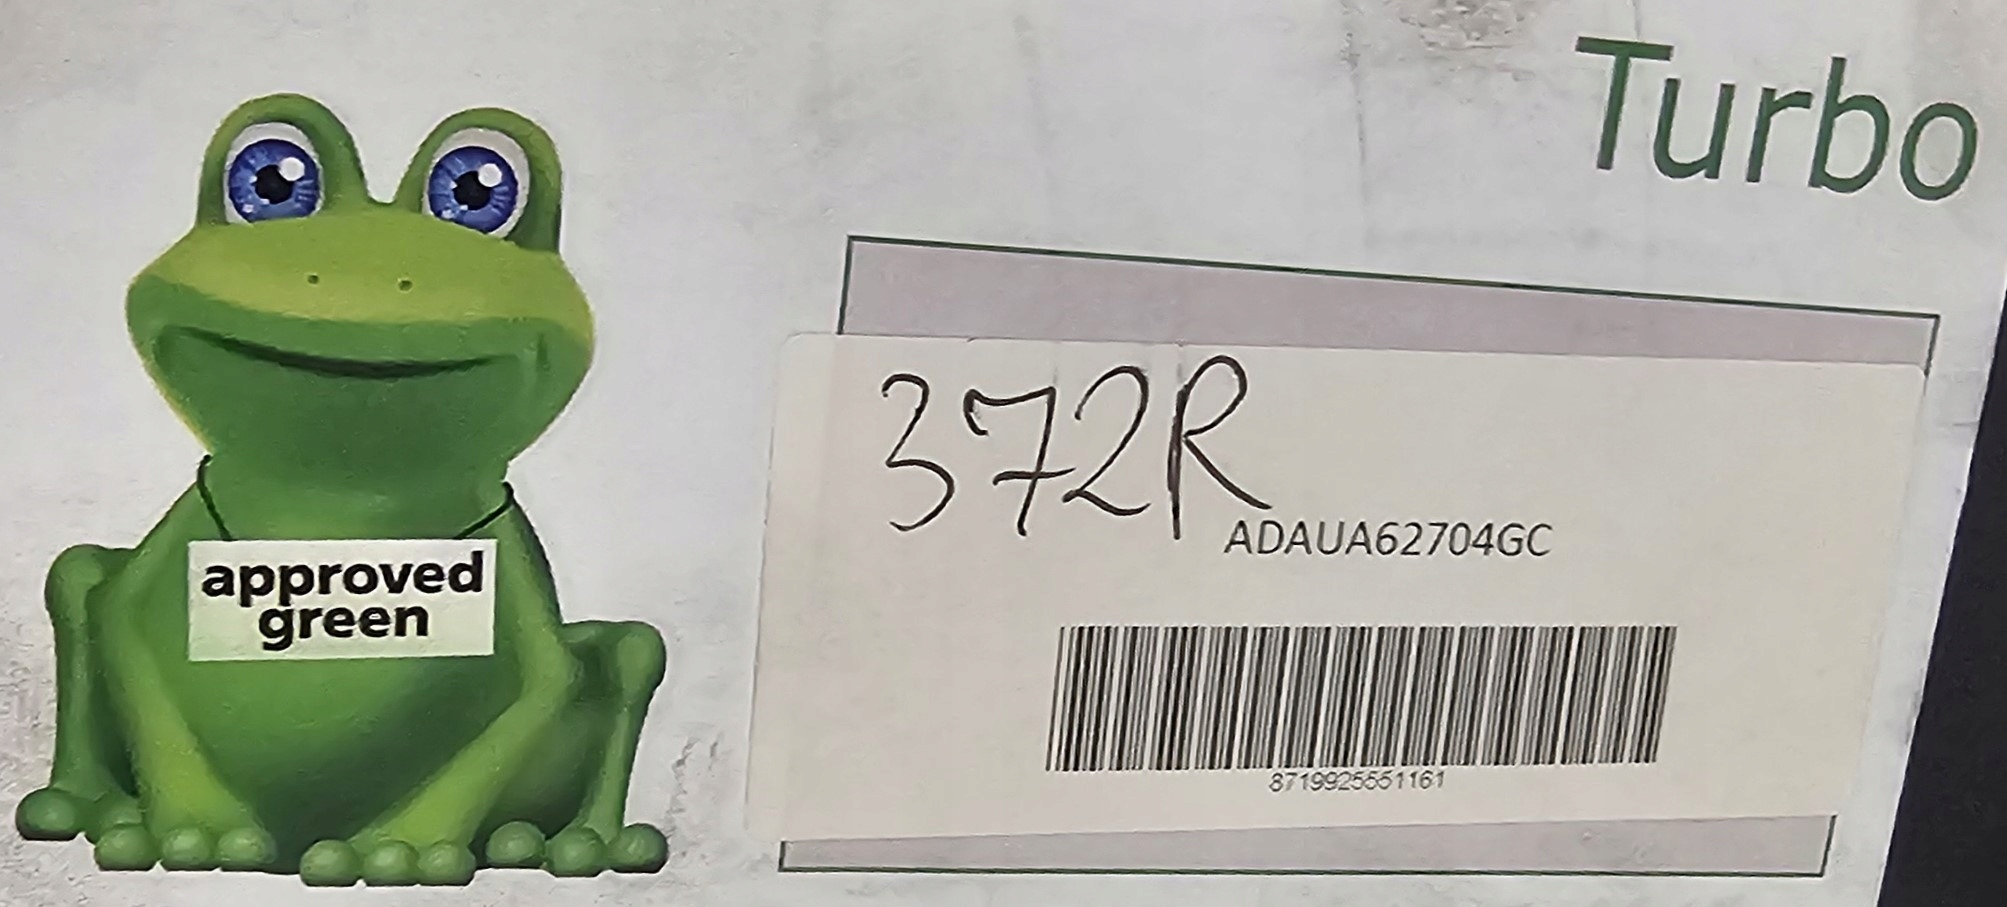 Turbo
372R
ADAUA62704GC
approved
green
8719925551161